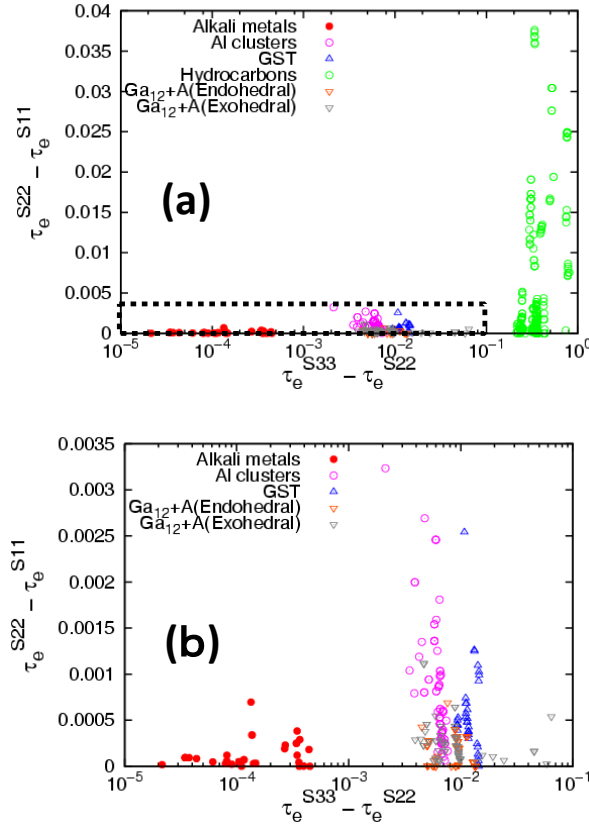 0.04
0.035
0.03
0.025
0.02
0.015
0.01
0.005
0
τe^S22 − τe^S11
Alkali metals
Al clusters
GST
Hydrocarbons
Ga12+A(Endohedral)
Ga12+A(Exohedral)
(a)
10^-5 10^-4 10^-3 10^-2 10^-1 10^0
τe^S33 − τe^S22
0.0035
0.003
0.0025
0.002
0.0015
0.001
0.0005
0
τe^S22 − τe^S11
Alkali metals
Al clusters
GST
Ga12+A(Endohedral)
Ga12+A(Exohedral)
(b)
10^-5 10^-4 10^-3 10^-2 10^-1
τe^S33 − τe^S22